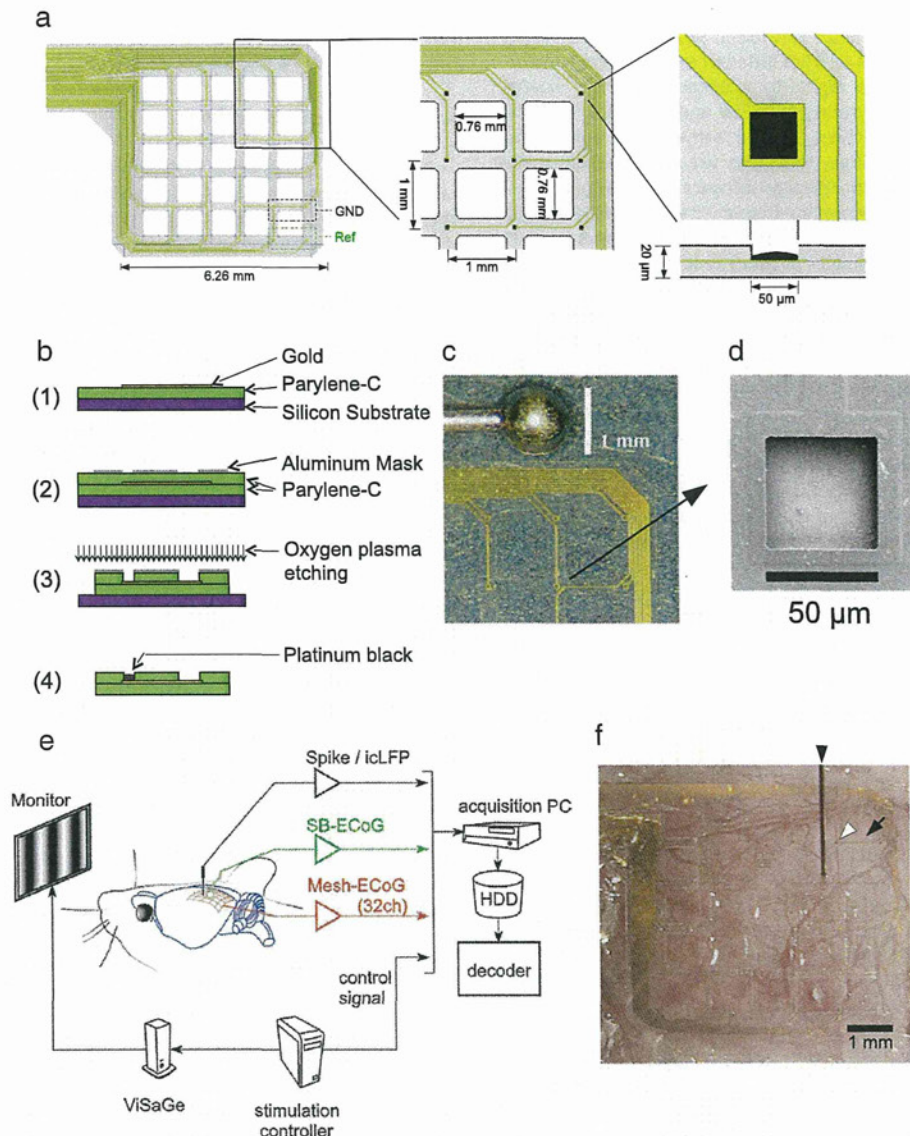 a
GND
Ref
6.26 mm
0.76 mm
0.76 mm
1 mm
1 mm
20 µm
50 µm
b
(1)
Gold
Parylene-C
Silicon Substrate
(2)
Aluminum Mask
Parylene-C
(3)
Oxygen plasma
etching
(4)
Platinum black
c
1 mm
d
50 µm
e
Monitor
Spike / icLFP
SB-ECoG
Mesh-ECoG
(32ch)
control
signal
acquisition PC
HDD
decoder
ViSaGe
stimulation
controller
f
1 mm